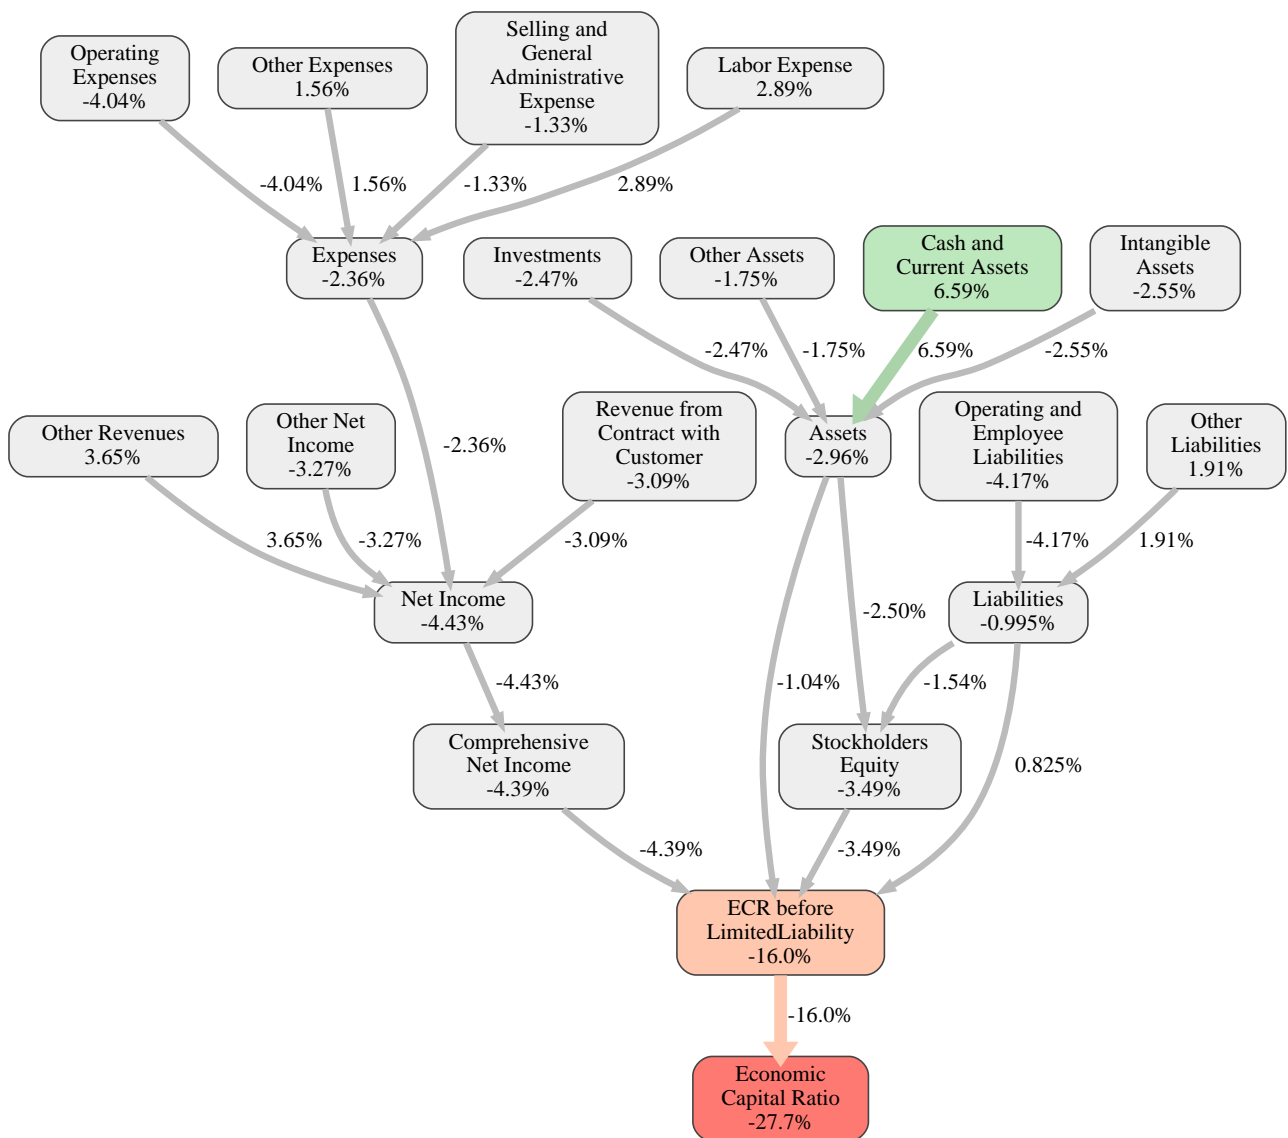 Operating
Expenses
-4.04%
Other Expenses
1.56%
Selling and
General
Administrative
Expense
-1.33%
Labor Expense
2.89%
-4.04%
1.56%
-1.33%
2.89%
Expenses
-2.36%
Investments
-2.47%
Other Assets
-1.75%
Cash and
Current Assets
6.59%
Intangible
Assets
-2.55%
-2.47%
-1.75%
6.59%
-2.55%
Other Revenues
3.65%
Other Net
Income
-3.27%
-2.36%
Revenue from
Contract with
Customer
-3.09%
Assets
-2.96%
Operating and
Employee
Liabilities
-4.17%
Other
Liabilities
1.91%
3.65%
-3.27%
-3.09%
-4.17%
1.91%
Net Income
-4.43%
-2.50%
Liabilities
-0.995%
-4.43%
-1.04%
-1.54%
Comprehensive
Net Income
-4.39%
Stockholders
Equity
-3.49%
0.825%
-4.39%
-3.49%
ECR before
LimitedLiability
-16.0%
-16.0%
Economic
Capital Ratio
-27.7%